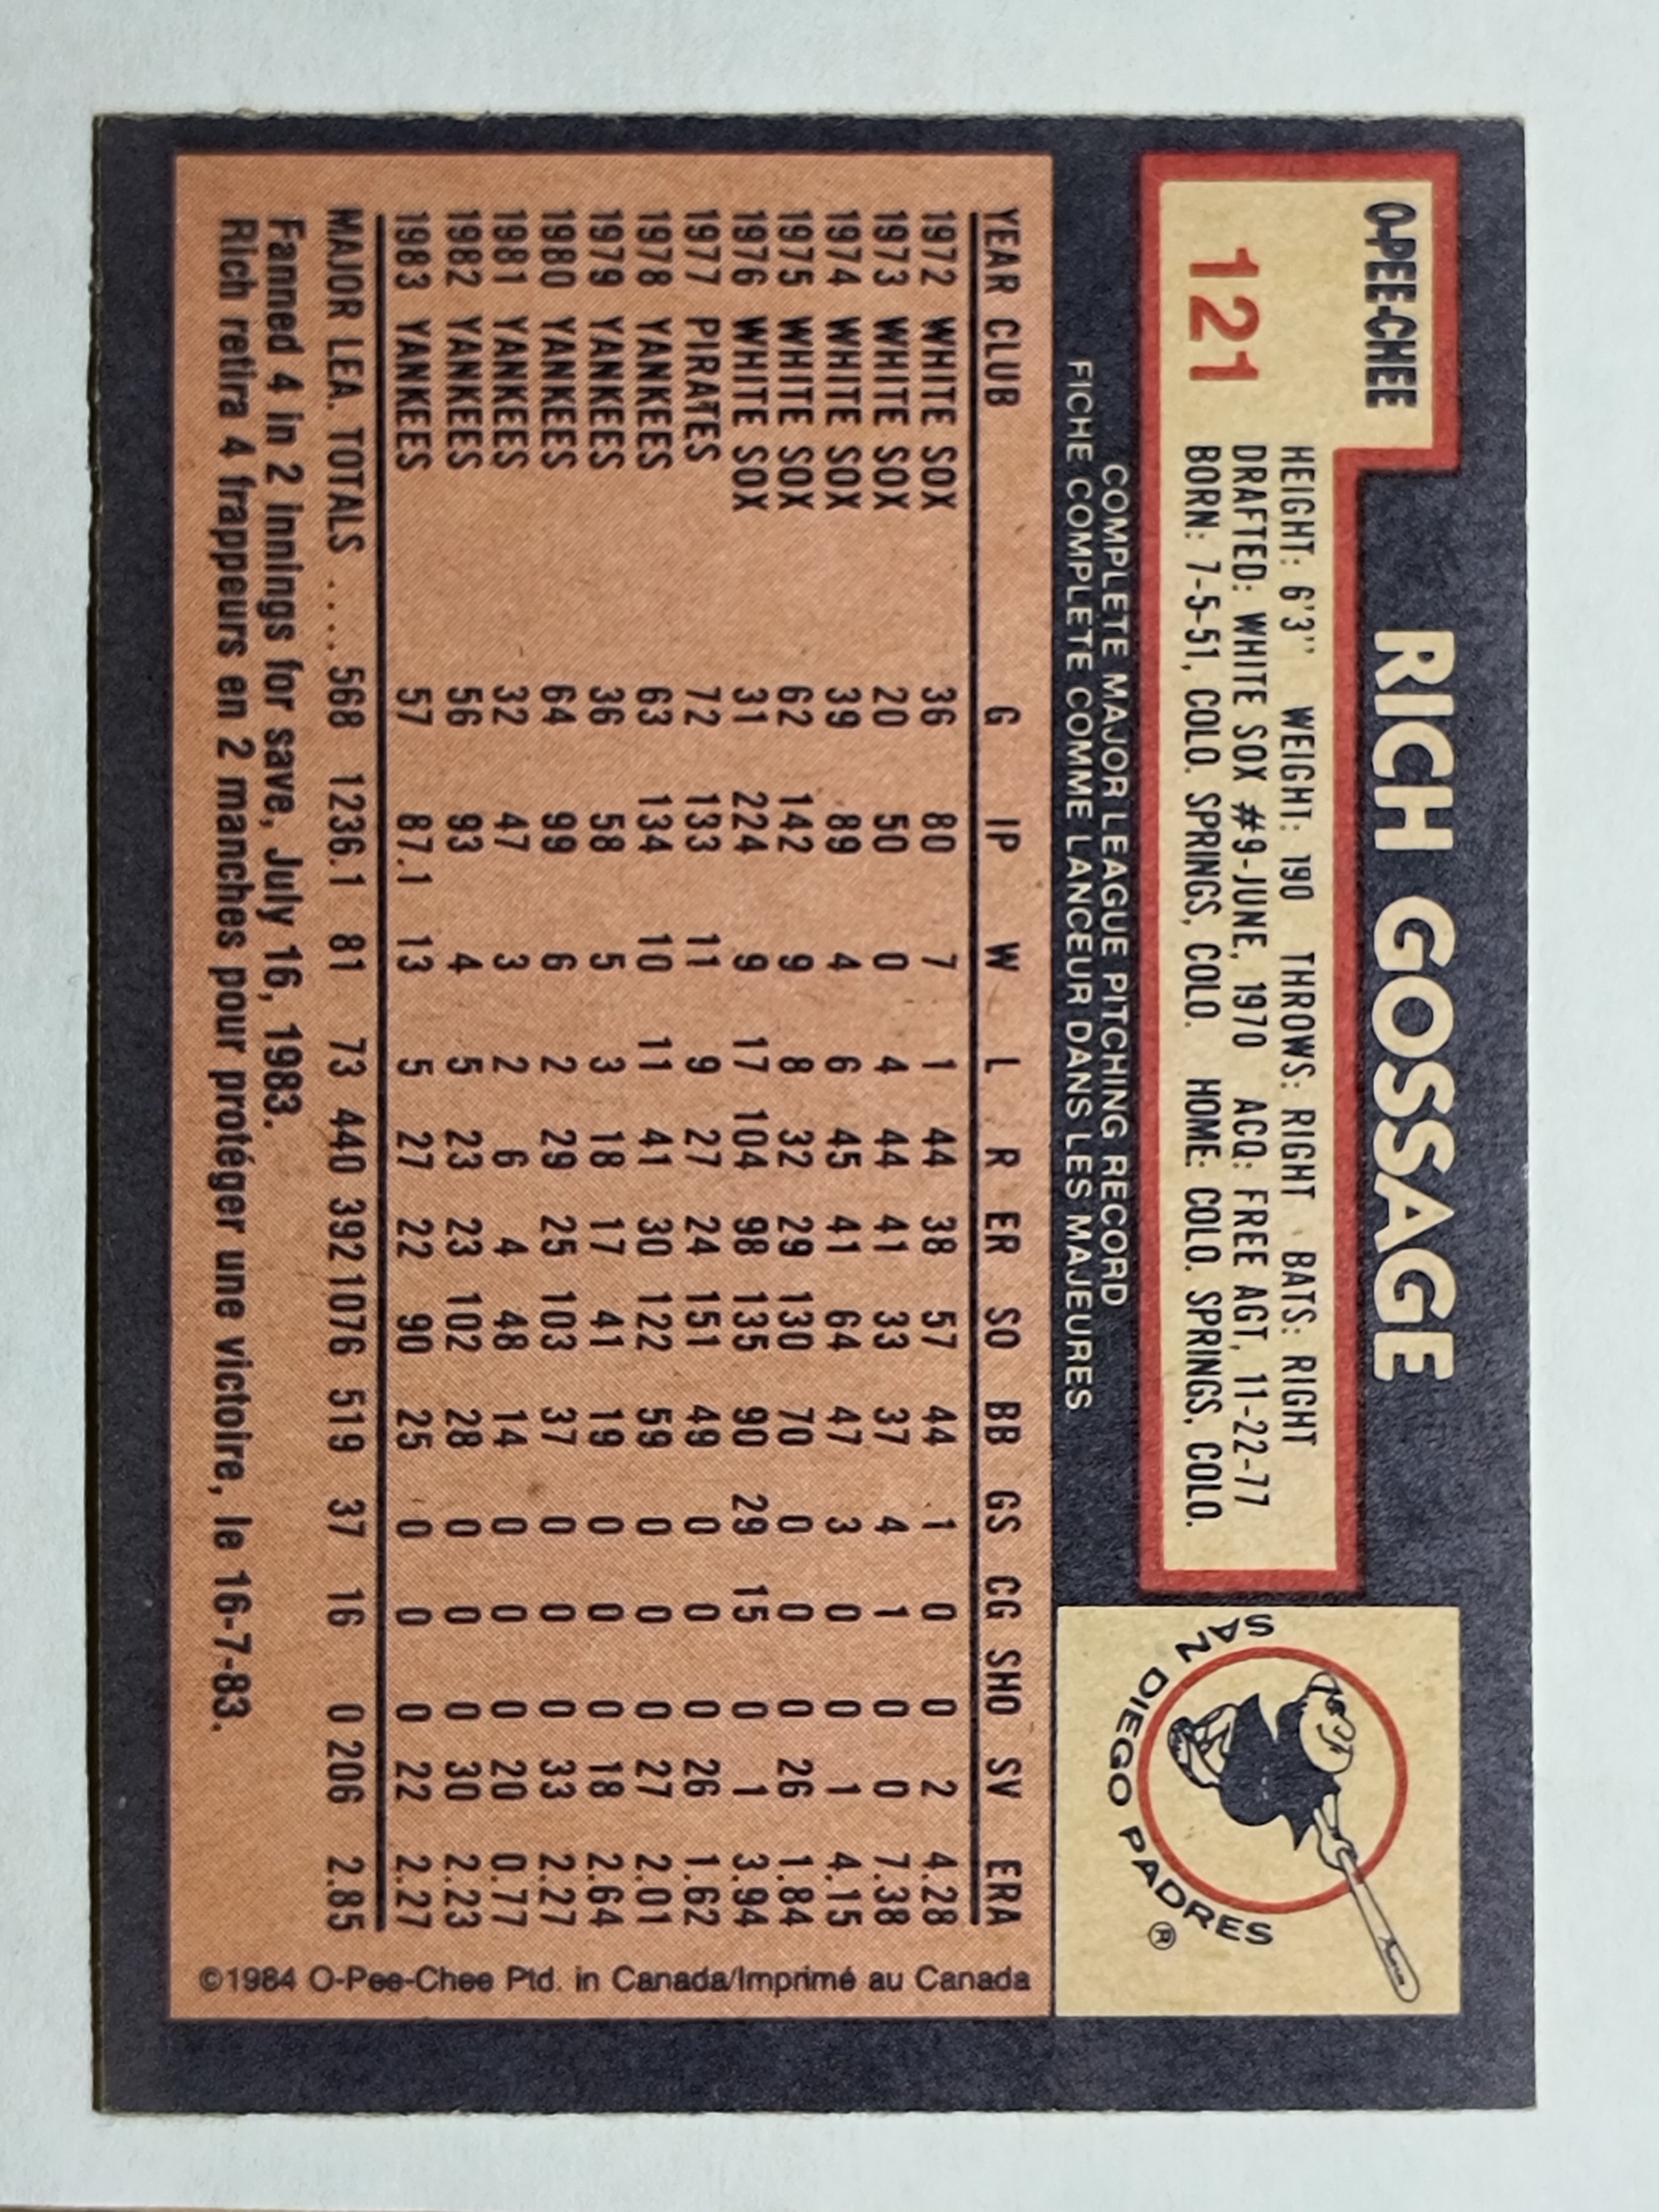 O-PEE-CHEE
121
RICH GOSSAGE
HEIGHT: 6'3" WEIGHT: 190 THROWS: RIGHT BATS: RIGHT
DRAFTED: WHITE SOX #9-JUNE, 1970 ACQ: FREE AGT, 11-22-77
BORN: 7-5-51, COLO. SPRINGS, COLO. HOME: COLO. SPRINGS, COLO.
SAN DIEGO PADRES ®
COMPLETE MAJOR LEAGUE PITCHING RECORD
FICHE COMPLETE COMME LANCEUR DANS LES MAJEURES
YEAR CLUB G IP W L R ER SO BB GS CG SHO SV ERA
1972 WHITE SOX 36 80 7 1 44 38 57 44 1 0 0 2 4.28
1973 WHITE SOX 20 50 0 4 44 41 33 37 4 1 0 0 7.38
1974 WHITE SOX 39 89 4 6 45 41 64 47 3 0 0 1 4.15
1975 WHITE SOX 62 142 9 8 32 29 130 70 0 0 0 26 1.84
1976 WHITE SOX 31 224 9 17 104 98 135 90 29 15 0 1 3.94
1977 PIRATES 72 133 11 9 27 24 151 49 0 0 0 26 1.62
1978 YANKEES 63 134 10 11 41 30 122 59 0 0 0 27 2.01
1979 YANKEES 36 58 5 3 18 17 41 19 0 0 0 18 2.64
1980 YANKEES 64 99 6 2 29 25 103 37 0 0 0 33 2.27
1981 YANKEES 32 47 3 2 6 4 48 14 0 0 0 20 0.77
1982 YANKEES 56 93 4 5 23 23 102 28 0 0 0 30 2.23
1983 YANKEES 57 87.1 13 5 27 22 90 25 0 0 0 22 2.27
MAJOR LEA. TOTALS ..... 568 1236.1 81 73 440 392 1076 519 37 16 0 206 2.85
Fanned 4 in 2 innings for save, July 16, 1983.
Rich retira 4 frappeurs en 2 manches pour protéger une victoire, le 16-7-83.
©1984 O-Pee-Chee Ptd. in Canada/Imprimé au Canada